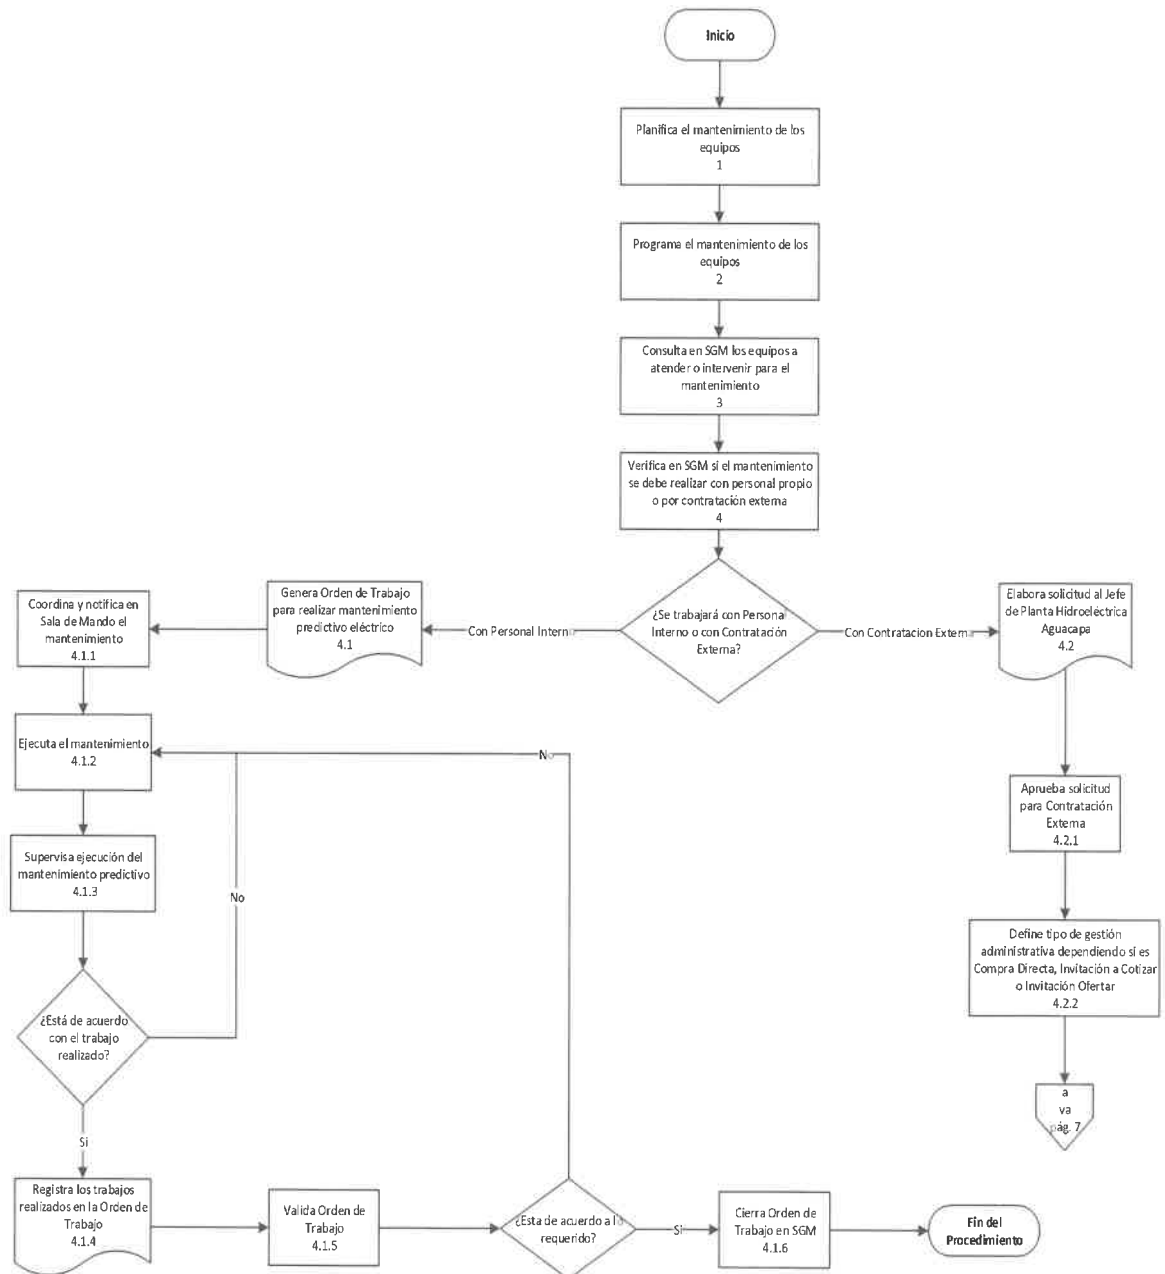 Inicio
Planifica el mantenimiento de los
equipos
1
Programa el mantenimiento de los
equipos
2
Consulta en SGM los equipos a
atender o intervenir para el
mantenimiento
3
Verifica en SGM si el mantenimiento
se debe realizar con personal propio
o por contratación externa
4
¿Se trabajará con Personal
Interno o con Contratación
Externa?
Con Personal Interno
Genera Orden de Trabajo
para realizar mantenimiento
predictivo eléctrico
4.1
Coordina y notifica en
Sala de Mando el
mantenimiento
4.1.1
Ejecuta el mantenimiento
4.1.2
Supervisa ejecución del
mantenimiento predictivo
4.1.3
¿Está de acuerdo
con el trabajo
realizado?
No
Si
Registra los trabajos
realizados en la Orden de
Trabajo
4.1.4
Valida Orden de
Trabajo
4.1.5
¿Esta de acuerdo a lo
requerido?
No
Si
Cierra Orden de
Trabajo en SGM
4.1.6
Fin del
Procedimiento
Con Contratacion Externa
Elabora solicitud al Jefe
de Planta Hidroeléctrica
Aguacapa
4.2
Aprueba solicitud
para Contratación
Externa
4.2.1
Define tipo de gestión
administrativa dependiendo si es
Compra Directa, Invitación a Cotizar
o Invitación Ofertar
4.2.2
a
va
pág. 7